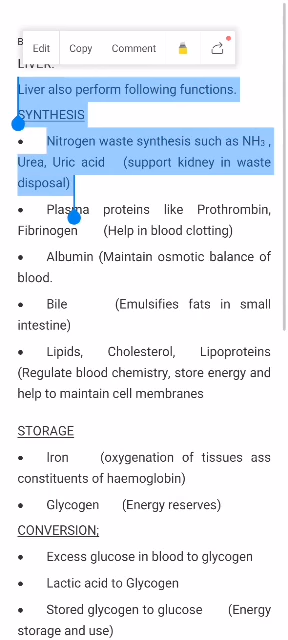 B
Edit Copy Comment
LIVER:
Liver also perform following functions.
SYNTHESIS
• Nitrogen waste synthesis such as NH₃ ,
Urea, Uric acid (support kidney in waste
disposal)
• Plasma proteins like Prothrombin,
Fibrinogen (Help in blood clotting)
• Albumin (Maintain osmotic balance of
blood.
• Bile (Emulsifies fats in small
intestine)
• Lipids, Cholesterol, Lipoproteins
(Regulate blood chemistry, store energy and
help to maintain cell membranes
STORAGE
• Iron (oxygenation of tissues ass
constituents of haemoglobin)
• Glycogen (Energy reserves)
CONVERSION;
• Excess glucose in blood to glycogen
• Lactic acid to Glycogen
• Stored glycogen to glucose (Energy
storage and use)